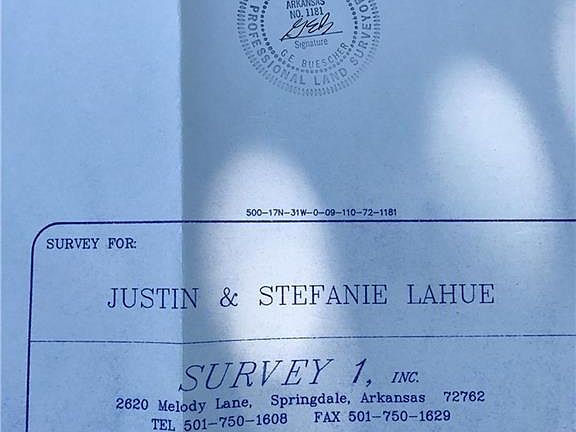 ARKANSAS
NO. 1181
Signature
G.E. BUESCHER
PROFESSIONAL LAND SURVEYOR
500-17N-31W-0-09-110-72-1181
SURVEY FOR:
JUSTIN & STEFANIE LAHUE
SURVEY 1, INC.
2620 Melody Lane, Springdale, Arkansas 72762
TEL 501-750-1608 FAX 501-750-1629